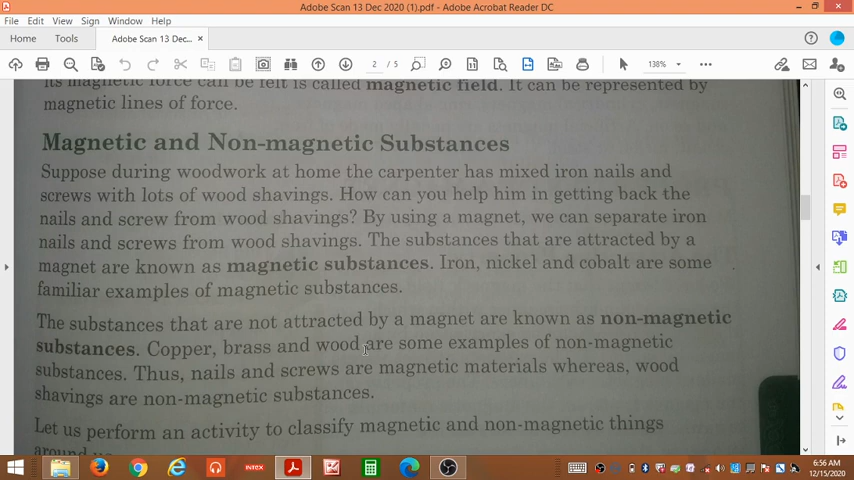 Adobe Scan 13 Dec 2020 (1).pdf - Adobe Acrobat Reader DC
File Edit View Sign Window Help
Home Tools Adobe Scan 13 Dec... ×
2 / 5 138%
its magnetic force can be felt is called magnetic field. It can be represented by
magnetic lines of force.
Magnetic and Non-magnetic Substances
Suppose during woodwork at home the carpenter has mixed iron nails and
screws with lots of wood shavings. How can you help him in getting back the
nails and screw from wood shavings? By using a magnet, we can separate iron
nails and screws from wood shavings. The substances that are attracted by a
magnet are known as magnetic substances. Iron, nickel and cobalt are some
familiar examples of magnetic substances.
The substances that are not attracted by a magnet are known as non-magnetic
substances. Copper, brass and wood are some examples of non-magnetic
substances. Thus, nails and screws are magnetic materials whereas, wood
shavings are non-magnetic substances.
Let us perform an activity to classify magnetic and non-magnetic things
around us
INTEX
6:56 AM
12/15/2020